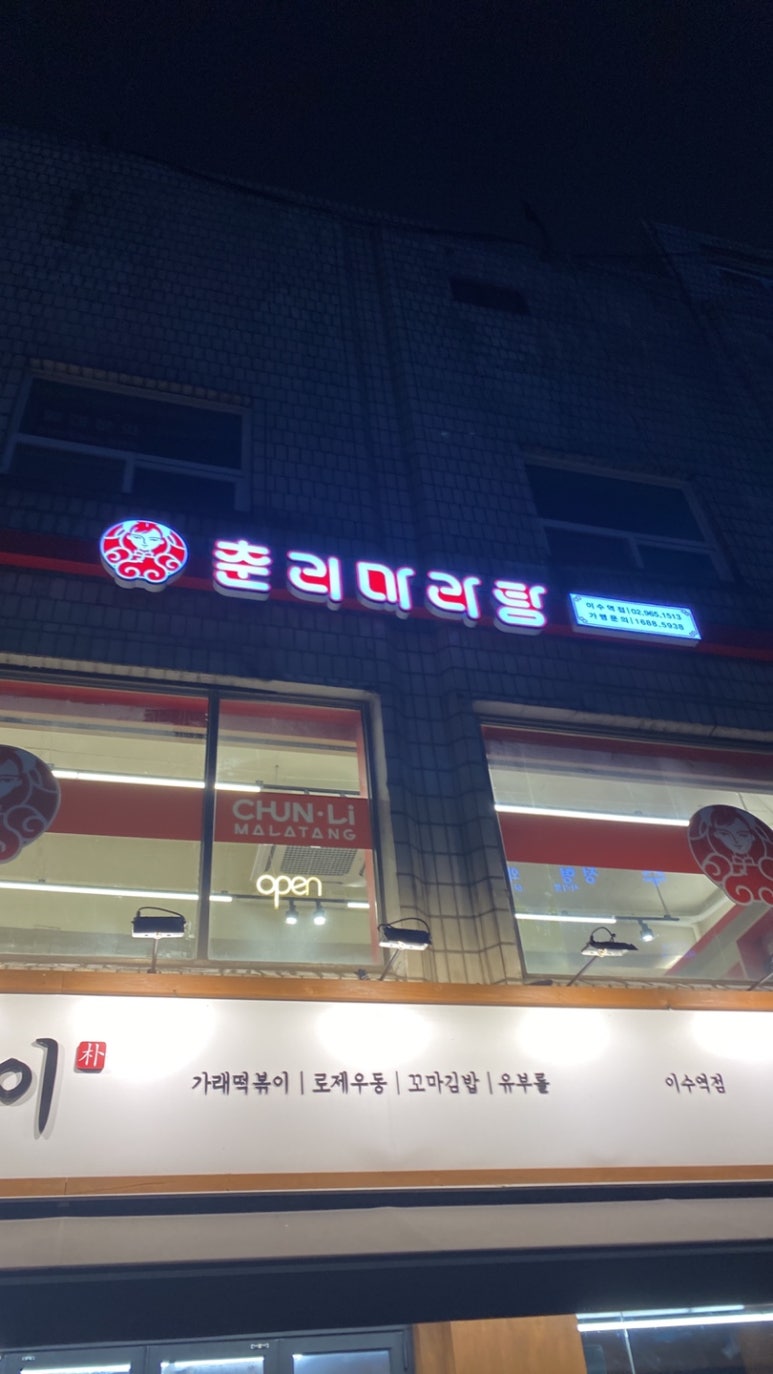 춘리마라탕
이수역점 | 02.965.1513
가맹문의 | 1688.5938
CHUN·Li
MALATANG
open
이 朴
가래떡볶이 | 로제우동 | 꼬마김밥 | 유부롤
이수역점